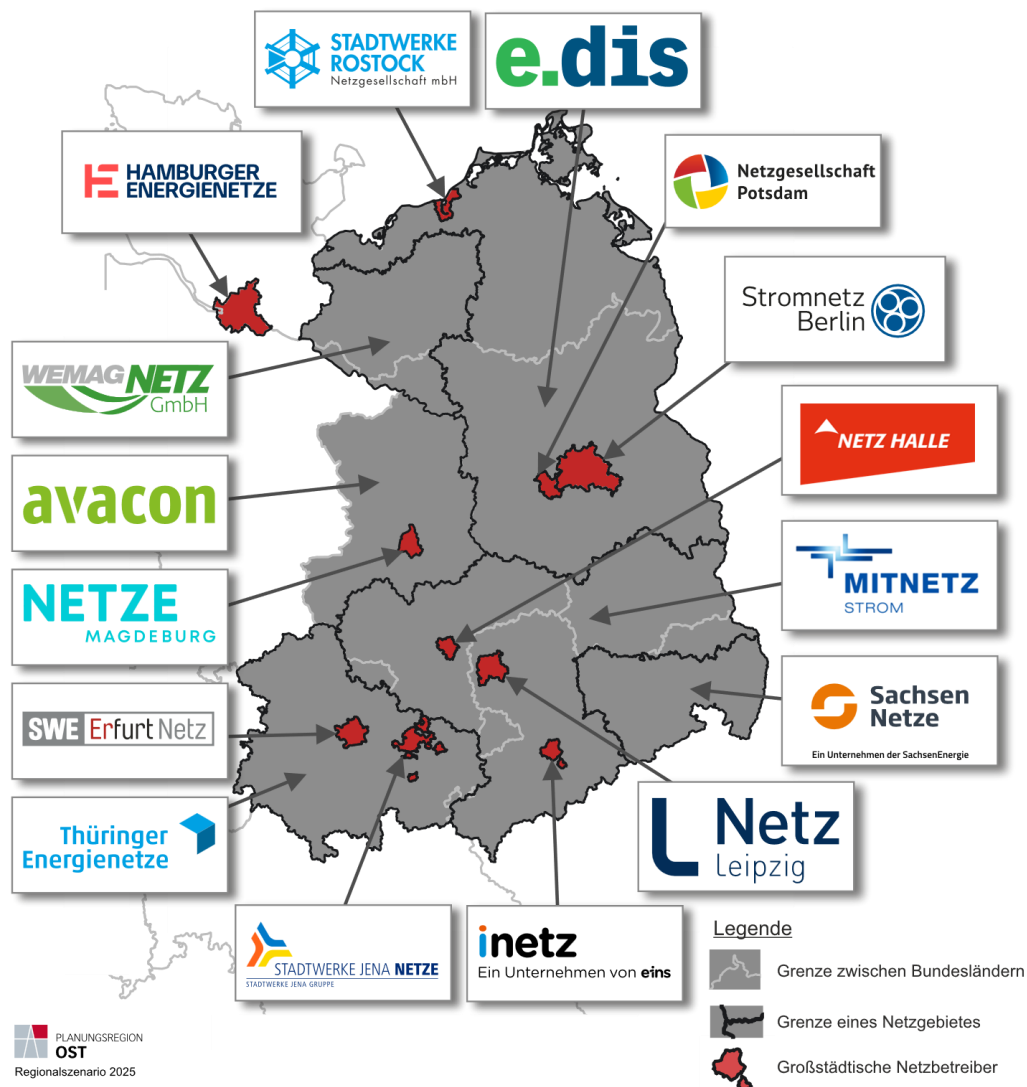 STADTWERKE
ROSTOCK
Netzgesellschaft mbH
e.dis
HAMBURGER
ENERGIENETZE
Netzgesellschaft
Potsdam
Stromnetz
Berlin
WEMAG NETZ
GmbH
NETZ HALLE
avacon
MITNETZ
STROM
NETZE
MAGDEBURG
Sachsen
Netze
Ein Unternehmen der SachsenEnergie
SWE Erfurt Netz
Netz
Leipzig
Thüringer
Energienetze
STADTWERKE JENA NETZE
STADTWERKE JENA GRUPPE
inetz
Ein Unternehmen von eins
Legende
Grenze zwischen Bundesländern
Grenze eines Netzgebietes
Großstädtische Netzbetreiber
PLANUNGSREGION
OST
Regionalszenario 2025